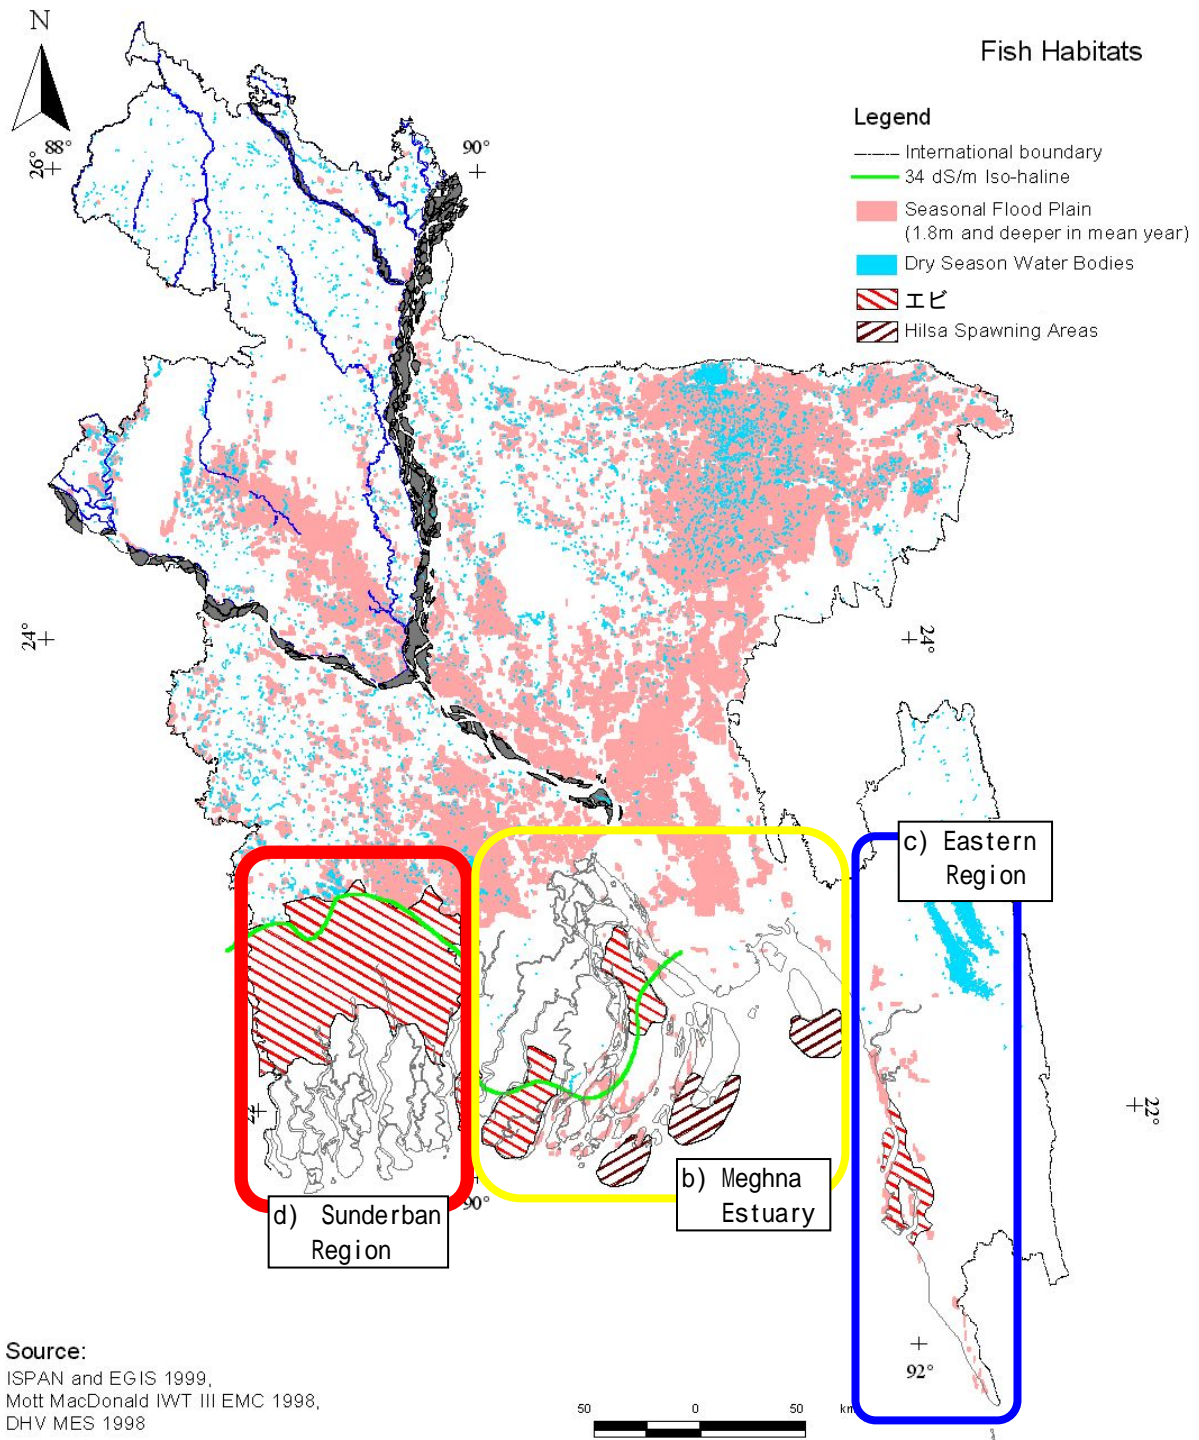 N
Fish Habitats
Legend
International boundary
34 dS/m Iso-haline
Seasonal Flood Plain
(1.8m and deeper in mean year)
Dry Season Water Bodies
エビ
Hilsa Spawning Areas
26°
88°
90°
24°
24°
c) Eastern
Region
22°
90°
b) Meghna
Estuary
d) Sunderban
Region
92°
Source:
ISPAN and EGIS 1999,
Mott MacDonald IWT III EMC 1998,
DHV MES 1998
50 0 50 km